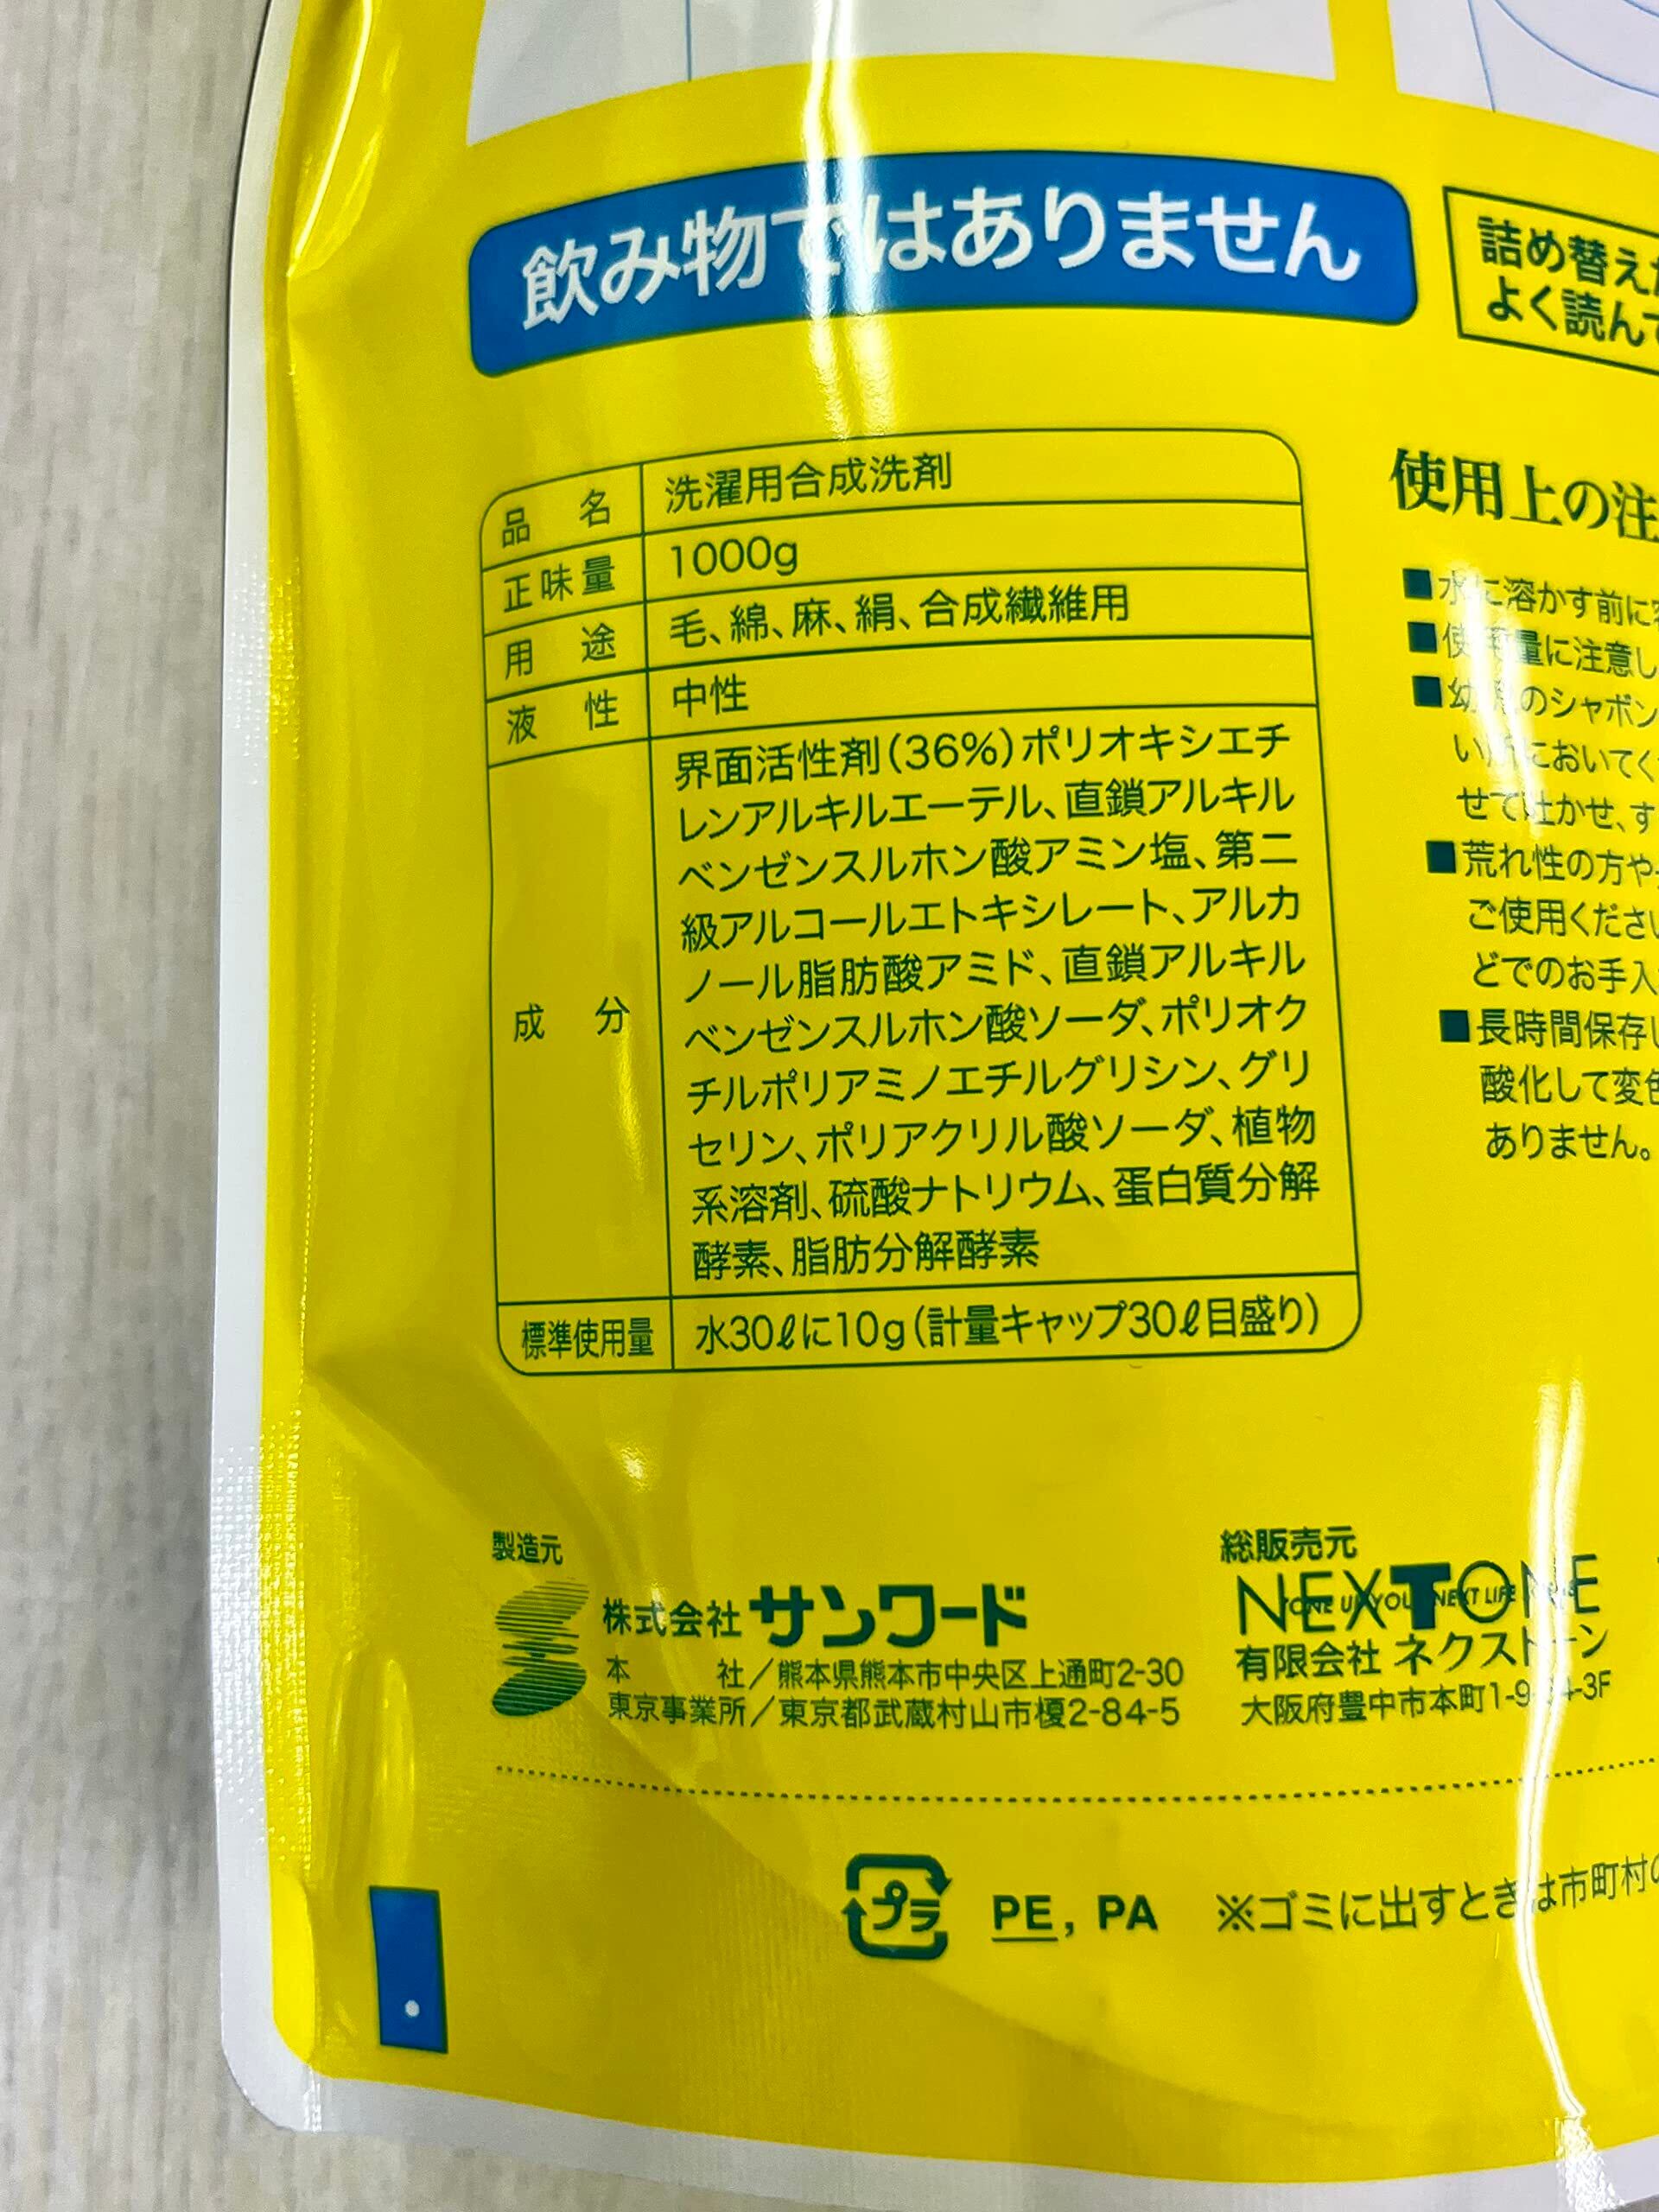 飲み物ではありません
詰め替え
よく読んで
品名 洗濯用合成洗剤
正味量 1000g
用途 毛、綿、麻、絹、合成繊維用
液性 中性
成分 界面活性剤(36%)ポリオキシエチ
レンアルキルエーテル、直鎖アルキル
ベンゼンスルホン酸アミン塩、第二
級アルコールエトキシレート、アルカ
ノール脂肪酸アミド、直鎖アルキル
ベンゼンスルホン酸ソーダ、ポリオク
チルポリアミノエチルグリシン、グリ
セリン、ポリアクリル酸ソーダ、植物
系溶剤、硫酸ナトリウム、蛋白質分解
酵素、脂肪分解酵素
標準使用量 水30ℓに10g(計量キャップ30ℓ目盛り)
使用上の注
■水に溶かす前に
■使用量に注意し
■幼児のシャボン
い所においてく
せて吐かせ、す
■荒れ性の方や
ご使用ください
どでのお手入
■長時間保存し
酸化して変色
ありません。
製造元
株式会社サンワード
本社/熊本県熊本市中央区上通町2-30
東京事業所/東京都武蔵村山市榎2-84-5
総販売元
NEXTONE
有限会社 ネクストーン
大阪府豊中市本町
プラ PE, PA ※ゴミに出すときは市町村の